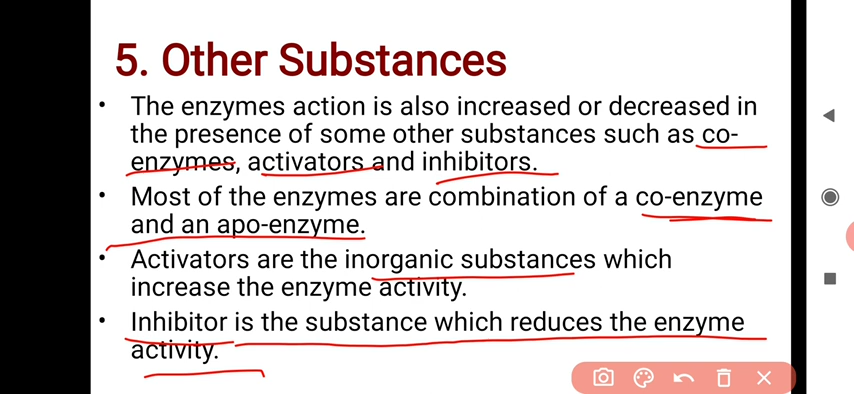 5. Other Substances
• The enzymes action is also increased or decreased in
the presence of some other substances such as co-
enzymes, activators and inhibitors.
• Most of the enzymes are combination of a co-enzyme
and an apo-enzyme.
• Activators are the inorganic substances which
increase the enzyme activity.
• Inhibitor is the substance which reduces the enzyme
activity.